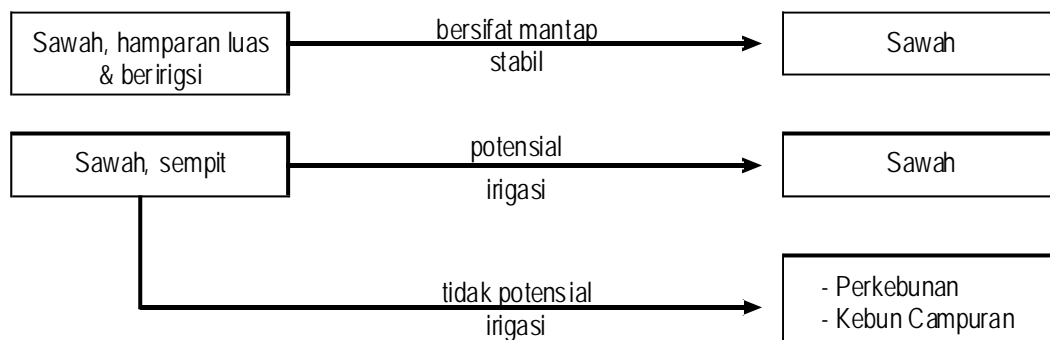 Sawah, hamparan luas
& beririgsi
bersifat mantap
stabil
Sawah
Sawah, sempit
potensial
irigasi
Sawah
tidak potensial
irigasi
- Perkebunan
- Kebun Campuran